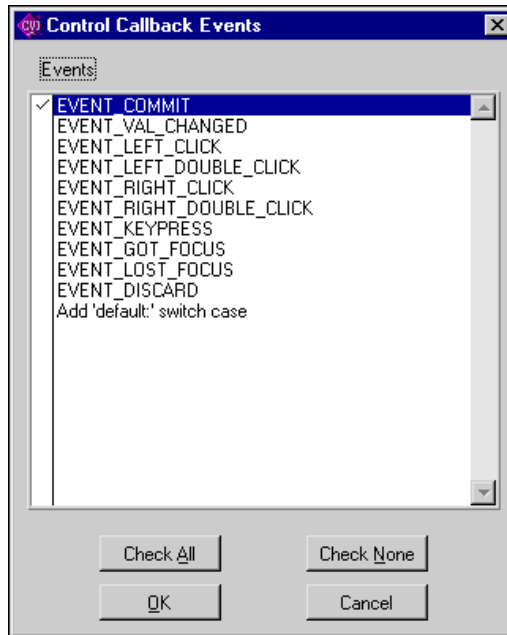 CVI Control Callback Events
Events
EVENT_COMMIT
EVENT_VAL_CHANGED
EVENT_LEFT_CLICK
EVENT_LEFT_DOUBLE_CLICK
EVENT_RIGHT_CLICK
EVENT_RIGHT_DOUBLE_CLICK
EVENT_KEYPRESS
EVENT_GOT_FOCUS
EVENT_LOST_FOCUS
EVENT_DISCARD
Add 'default:' switch case
Check All Check None
OK Cancel